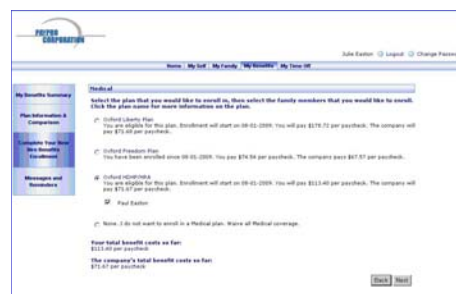 PREPRO
CORPORATION
Julie Easton Logout Change Password
Home My Self My Family My Benefits My Time Off
My Benefits Summary
Plan Information &
Comparison
Complete Your New
Hire Benefits
Enrollment
Messages and
Reminders
Medical
Select the plan that you would like to enroll in, then select the family members that you would like to enroll.
Click the plan name for more information on the plan.
Oxford Liberty Plan
You are eligible for this plan. Enrollment will start on 08-01-2009. You will pay $178.72 per paycheck. The company will
pay $71.69 per paycheck.
Oxford Freedom Plan
You have been enrolled since 08-01-2009. You pay $74.56 per paycheck. The company pays $67.57 per paycheck.
Oxford HDHP/HRA
You are eligible for this plan. Enrollment will start on 08-01-2009. You will pay $113.40 per paycheck. The company will
pay $71.67 per paycheck.
Paul Easton
None. I do not want to enroll in a Medical plan. Waive all Medical coverage.
Your total benefit costs so far:
$113.40 per paycheck
The company's total benefit costs so far:
$71.67 per paycheck
Back Next